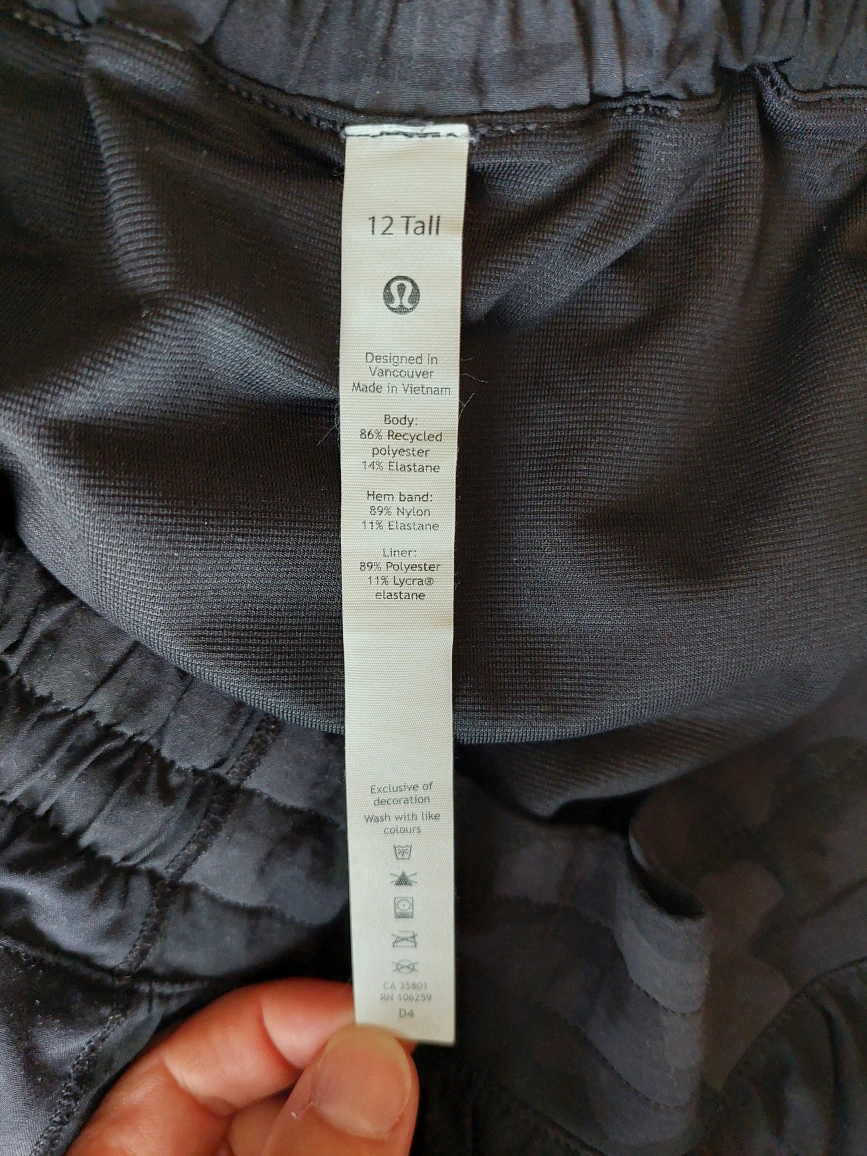 12 Tall
Designed in
Vancouver
Made in Vietnam
Body:
86% Recycled
polyester
14% Elastane
Hem band:
89% Nylon
11% Elastane
Liner:
89% Polyester
11% Lycra®
elastane
Exclusive of
decoration
Wash with like
colours
CA 35801
RN 106259
D4